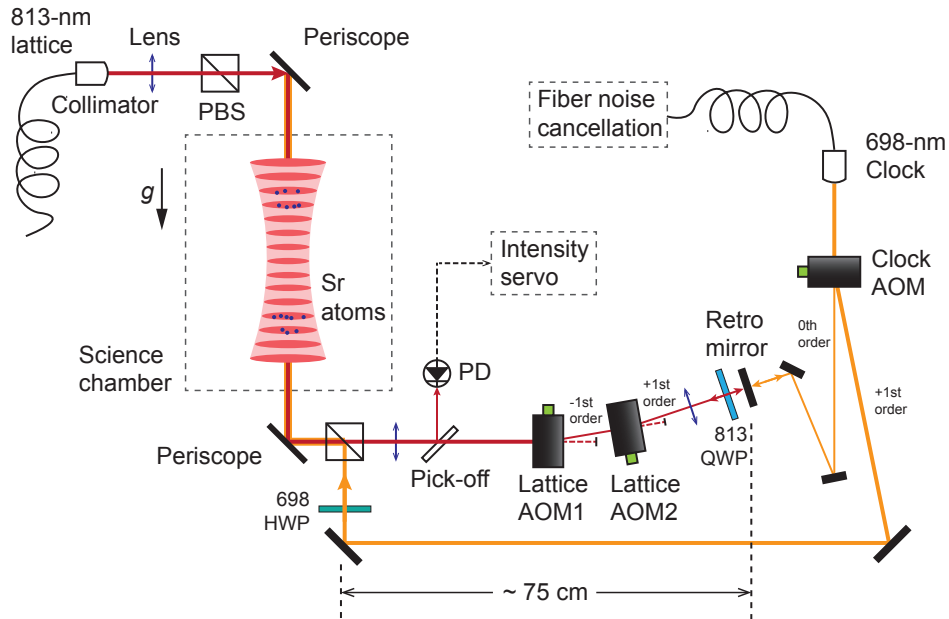 813-nm
lattice
Lens
Periscope
Collimator
PBS
Fiber noise
cancellation
698-nm
Clock
g
Intensity
servo
Clock
AOM
Sr
atoms
Retro
mirror
0th
order
Science
chamber
PD
-1st
order
+1st
order
+1st
order
Periscope
Pick-off
813
QWP
Lattice
AOM1
Lattice
AOM2
698
HWP
~ 75 cm